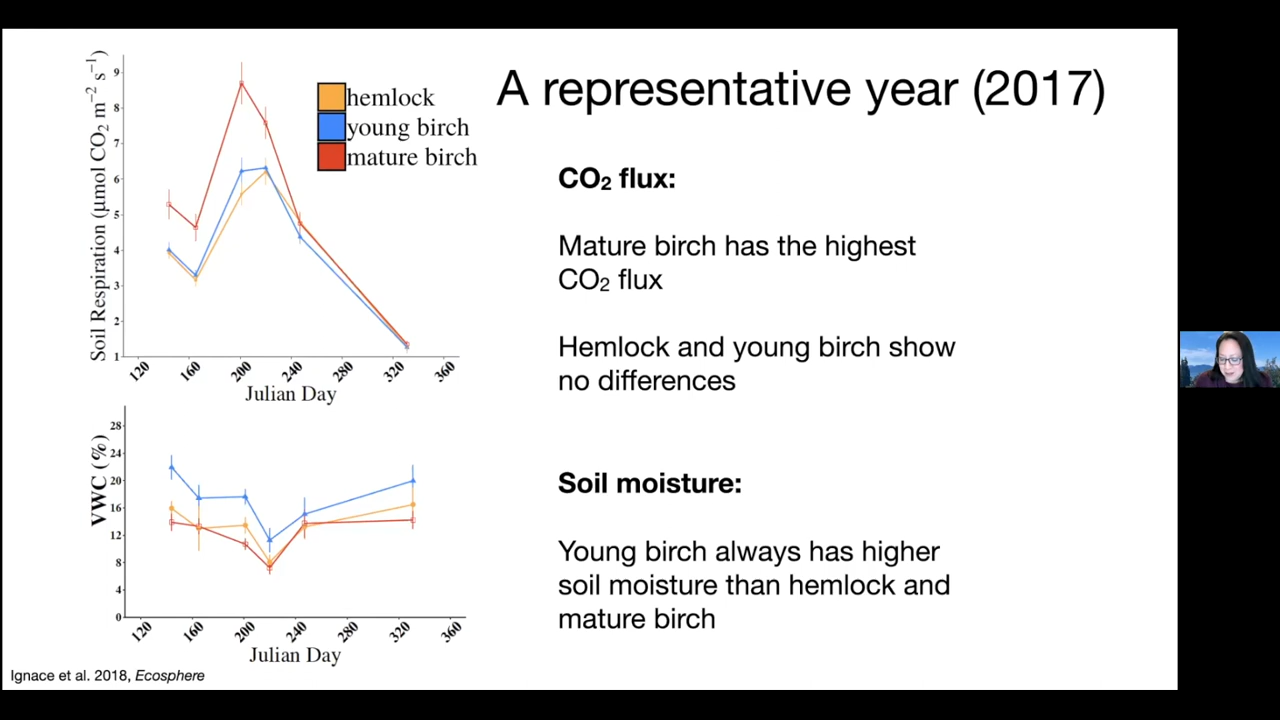 A representative year (2017)
Soil Respiration (μmol CO₂ m⁻² s⁻¹)
9
8
7
6
5
4
3
2
1
hemlock
young birch
mature birch
120
160
200
240
280
320
360
Julian Day
VWC (%)
28
24
20
16
12
8
4
0
120
160
200
240
280
320
360
Julian Day
CO₂ flux:
Mature birch has the highest
CO₂ flux
Hemlock and young birch show
no differences
Soil moisture:
Young birch always has higher
soil moisture than hemlock and
mature birch
Ignace et al. 2018, Ecosphere